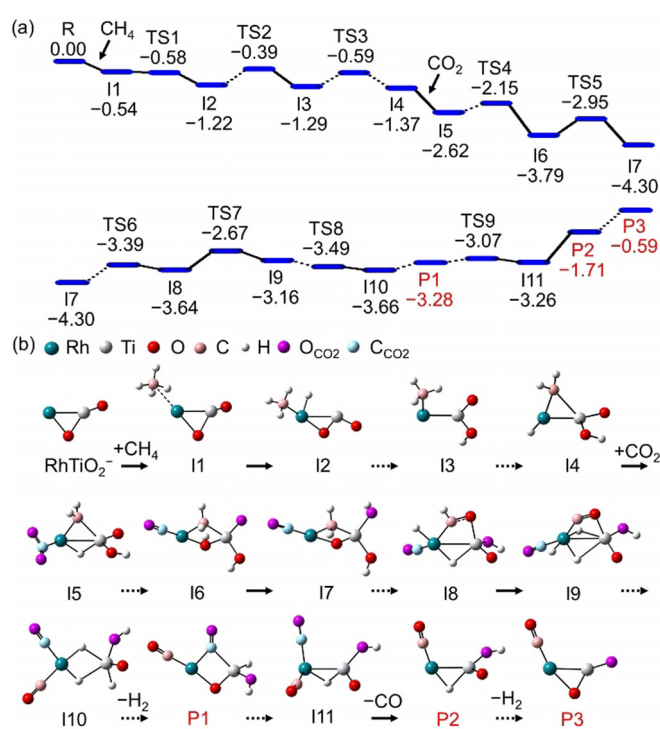 (a)
R
0.00
CH4
I1
−0.54
TS1
−0.58
I2
−1.22
TS2
−0.39
I3
−1.29
TS3
−0.59
I4
−1.37
CO2
I5
−2.62
TS4
−2.15
I6
−3.79
TS5
−2.95
I7
−4.30
I7
−4.30
TS6
−3.39
I8
−3.64
TS7
−2.67
I9
−3.16
TS8
−3.49
I10
−3.66
P1
−3.28
TS9
−3.07
I11
−3.26
P2
−1.71
P3
−0.59
(b)
Rh Ti O C H OCO2 CCO2
RhTiO2− +CH4 I1 I2 I3 I4 +CO2
I5 I6 I7 I8 I9
I10 −H2 P1 I11 −CO P2 −H2 P3